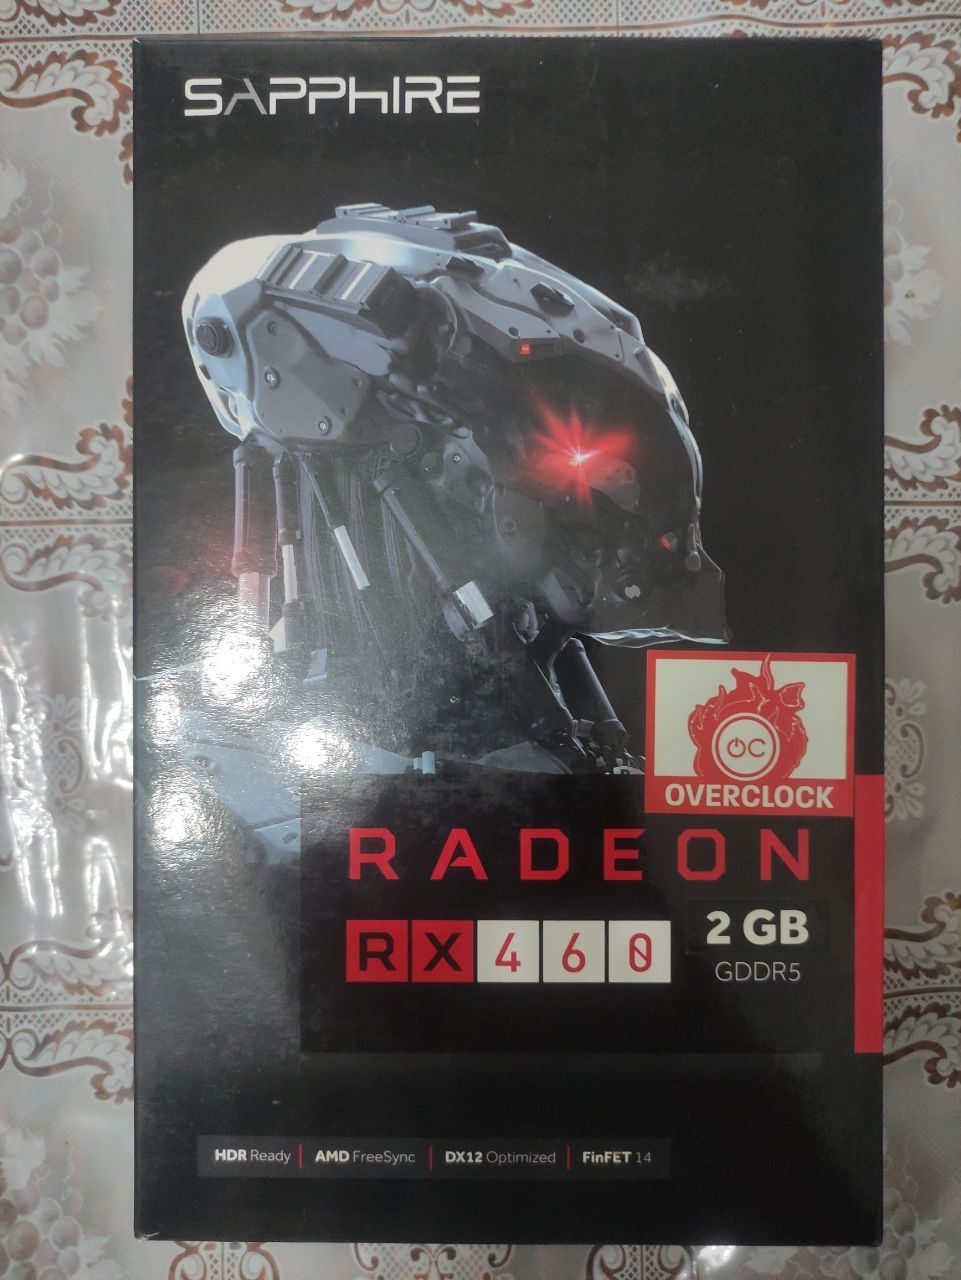 SAPPHIRE
OC
OVERCLOCK
RADEON
RX 460
2 GB
GDDR5
HDR Ready | AMD FreeSync | DX12 Optimized | FinFET 14